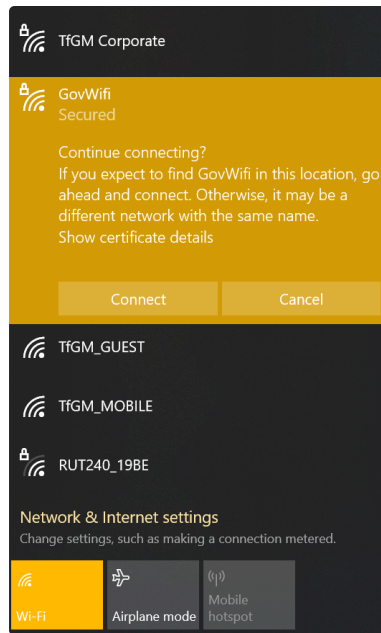 TfGM Corporate
GovWifi
Secured
Continue connecting?
If you expect to find GovWifi in this location, go
ahead and connect. Otherwise, it may be a
different network with the same name.
Show certificate details
Connect
Cancel
TfGM_GUEST
TfGM_MOBILE
RUT240_19BE
Network & Internet settings
Change settings, such as making a connection metered.
Wi-Fi
Airplane mode
Mobile
hotspot